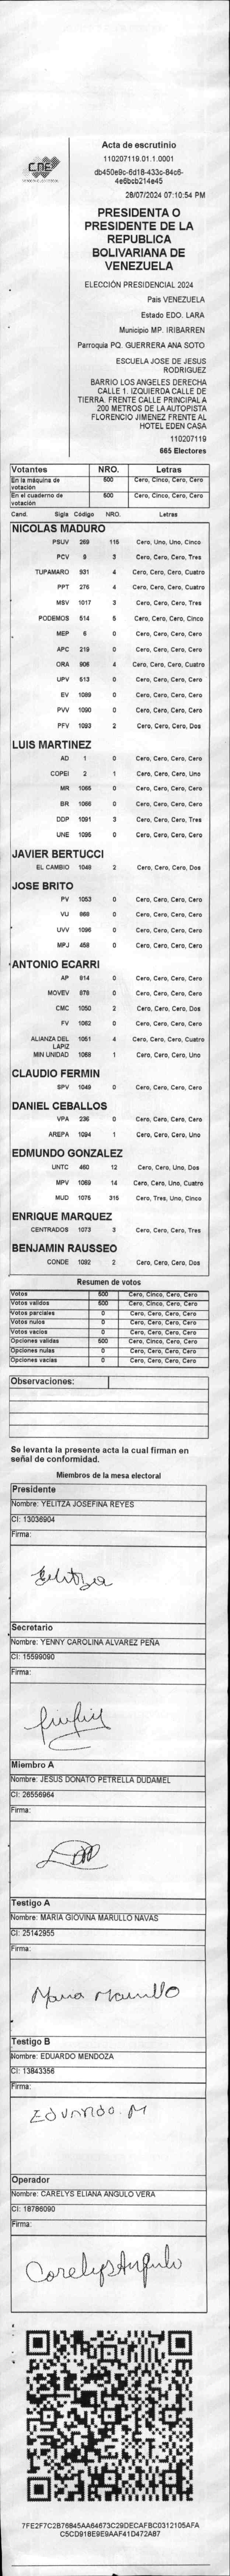 CNE
Acta de escrutinio
110207119.01.1.0001
db450e9c-6d18-433c-84c6-
4e6bcb214e45
28/07/2024 07:10:54 PM
PRESIDENTA O
PRESIDENTE DE LA
REPUBLICA
BOLIVARIANA DE
VENEZUELA
ELECCIÓN PRESIDENCIAL 2024
Pais VENEZUELA
Estado EDO. LARA
Municipio MP. IRIBARREN
Parroquia PQ. GUERRERA ANA SOTO
ESCUELA JOSE DE JESUS
RODRIGUEZ
BARRIO LOS ANGELES DERECHA
CALLE 1. IZQUIERDA CALLE DE
TIERRA. FRENTE CALLE PRINCIPAL A
200 METROS DE LA AUTOPISTA
FLORENCIO JIMENEZ FRENTE AL
HOTEL EDEN CASA
110207119
665 Electores
Votantes NRO. Letras
En la máquina de votación 500 Cero, Cinco, Cero, Cero
En el cuaderno de votación 500 Cero, Cinco, Cero, Cero
Cand. Sigla Código NRO. Letras
NICOLAS MADURO
PSUV 269 115 Cero, Uno, Uno, Cinco
PCV 9 3 Cero, Cero, Cero, Tres
TUPAMARO 931 4 Cero, Cero, Cero, Cuatro
PPT 276 4 Cero, Cero, Cero, Cuatro
MSV 1017 3 Cero, Cero, Cero, Tres
PODEMOS 514 5 Cero, Cero, Cero, Cinco
MEP 6 0 Cero, Cero, Cero, Cero
APC 219 0 Cero, Cero, Cero, Cero
ORA 906 4 Cero, Cero, Cero, Cuatro
UPV 613 0 Cero, Cero, Cero, Cero
EV 1089 0 Cero, Cero, Cero, Cero
PVV 1090 0 Cero, Cero, Cero, Cero
PFV 1093 2 Cero, Cero, Cero, Dos
LUIS MARTINEZ
AD 1 0 Cero, Cero, Cero, Cero
COPEI 2 1 Cero, Cero, Cero, Uno
MR 1065 0 Cero, Cero, Cero, Cero
BR 1066 0 Cero, Cero, Cero, Cero
DDP 1091 3 Cero, Cero, Cero, Tres
UNE 1095 0 Cero, Cero, Cero, Cero
JAVIER BERTUCCI
EL CAMBIO 1048 2 Cero, Cero, Cero, Dos
JOSE BRITO
PV 1053 0 Cero, Cero, Cero, Cero
VU 968 0 Cero, Cero, Cero, Cero
UVV 1096 0 Cero, Cero, Cero, Cero
MPJ 458 0 Cero, Cero, Cero, Cero
ANTONIO ECARRI
AP 814 0 Cero, Cero, Cero, Cero
MOVEV 878 0 Cero, Cero, Cero, Cero
CMC 1050 2 Cero, Cero, Cero, Dos
FV 1062 0 Cero, Cero, Cero, Cero
ALIANZA DEL LAPIZ 1051 4 Cero, Cero, Cero, Cuatro
MIN UNIDAD 1068 1 Cero, Cero, Cero, Uno
CLAUDIO FERMIN
SPV 1049 0 Cero, Cero, Cero, Cero
DANIEL CEBALLOS
VPA 236 0 Cero, Cero, Cero, Cero
AREPA 1094 1 Cero, Cero, Cero, Uno
EDMUNDO GONZALEZ
UNTC 460 12 Cero, Cero, Uno, Dos
MPV 1069 14 Cero, Cero, Uno, Cuatro
MUD 1075 315 Cero, Tres, Uno, Cinco
ENRIQUE MARQUEZ
CENTRADOS 1073 3 Cero, Cero, Cero, Tres
BENJAMIN RAUSSEO
CONDE 1092 2 Cero, Cero, Cero, Dos
Resumen de votos
Votos 500 Cero, Cinco, Cero, Cero
Votos validos 500 Cero, Cinco, Cero, Cero
Votos parciales 0 Cero, Cero, Cero, Cero
Votos nulos 0 Cero, Cero, Cero, Cero
Votos vacios 0 Cero, Cero, Cero, Cero
Opciones validas 500 Cero, Cinco, Cero, Cero
Opciones nulas 0 Cero, Cero, Cero, Cero
Opciones vacias 0 Cero, Cero, Cero, Cero
Observaciones:
Se levanta la presente acta la cual firman en
señal de conformidad.
Miembros de la mesa electoral
Presidente
Nombre: YELITZA JOSEFINA REYES
CI: 13036904
Firma:
Yelitza
Secretario
Nombre: YENNY CAROLINA ALVAREZ PEÑA
CI: 15599090
Firma:
Miembro A
Nombre: JESUS DONATO PETRELLA DUDAMEL
CI: 26556964
Firma:
Testigo A
Nombre: MARIA GIOVINA MARULLO NAVAS
CI: 25142955
Firma:
Maria Marullo
Testigo B
Nombre: EDUARDO MENDOZA
CI: 13843356
Firma:
Eduardo. M
Operador
Nombre: CARELYS ELIANA ANGULO VERA
CI: 18786090
Firma:
Carelys Angulo
7FE2F7C2B76B45AA64673C29DECAFBC0312105AFA
C5CD918E9E9AAF41D472AB7